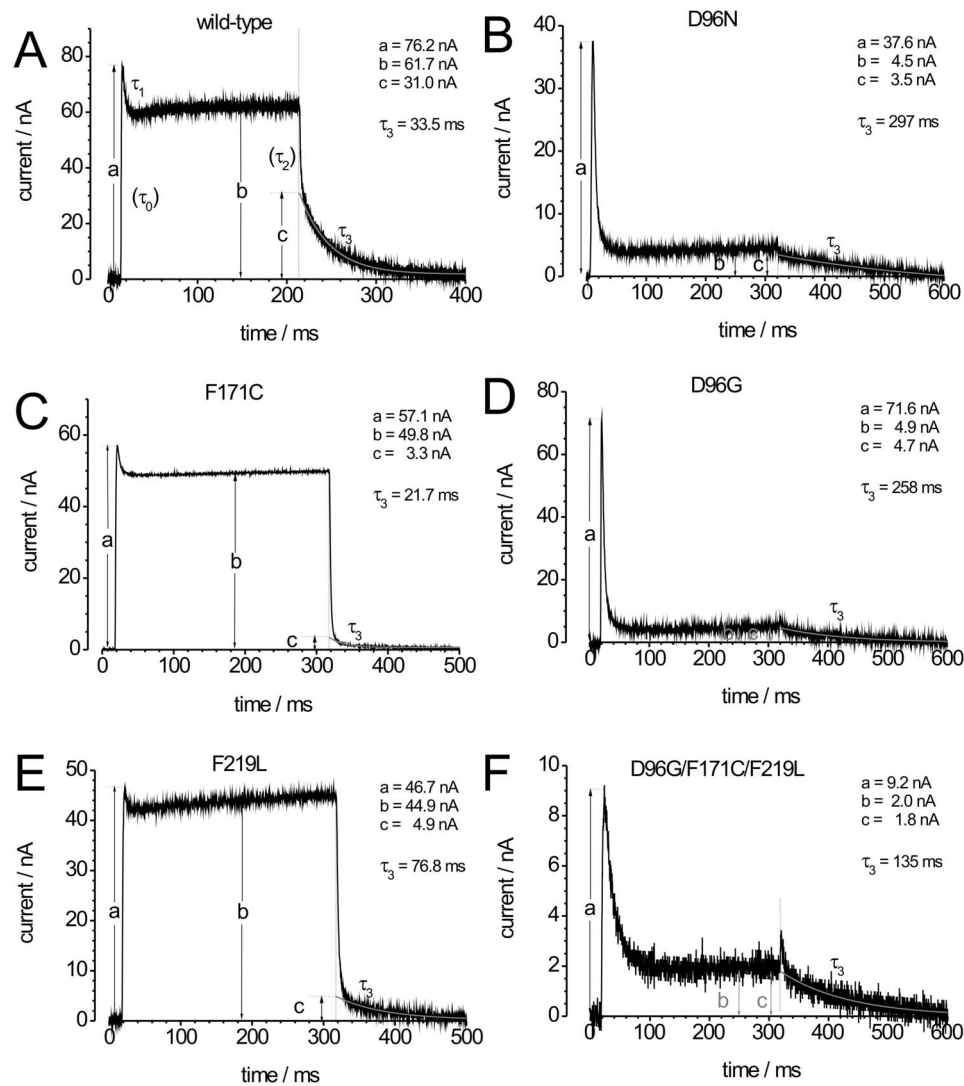 A
wild-type
a = 76.2 nA
b = 61.7 nA
c = 31.0 nA
τ3 = 33.5 ms
current / nA
80
60
40
20
0
τ1
a
(τ0)
b
(τ2)
c
τ3
0 100 200 300 400
time / ms
B
D96N
a = 37.6 nA
b = 4.5 nA
c = 3.5 nA
τ3 = 297 ms
current / nA
40
30
20
10
0
a
b
c
τ3
0 100 200 300 400 500 600
time / ms
C
F171C
a = 57.1 nA
b = 49.8 nA
c = 3.3 nA
τ3 = 21.7 ms
current / nA
60
40
20
0
a
b
c
τ3
0 100 200 300 400 500
time / ms
D
D96G
a = 71.6 nA
b = 4.9 nA
c = 4.7 nA
τ3 = 258 ms
current / nA
80
60
40
20
0
a
b
c
τ3
0 100 200 300 400 500 600
time / ms
E
F219L
a = 46.7 nA
b = 44.9 nA
c = 4.9 nA
τ3 = 76.8 ms
current / nA
50
40
30
20
10
0
a
b
c
τ3
0 100 200 300 400 500
time / ms
F
D96G/F171C/F219L
a = 9.2 nA
b = 2.0 nA
c = 1.8 nA
τ3 = 135 ms
current / nA
10
8
6
4
2
0
a
b
c
τ3
0 100 200 300 400 500 600
time / ms